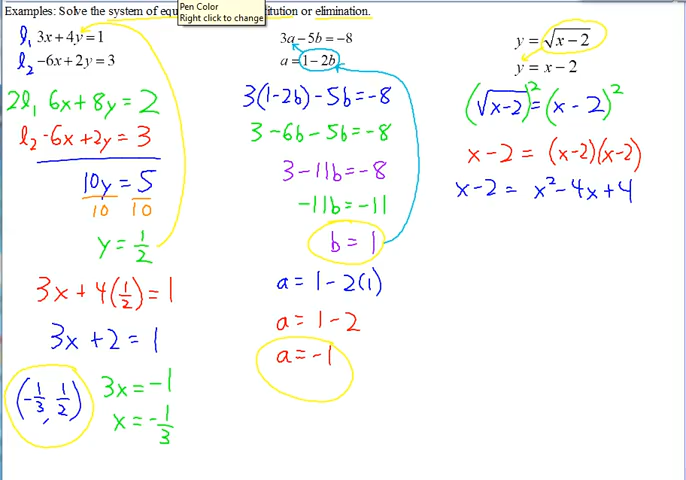 Pen Color
Right click to change
Examples: Solve the system of equ itution or elimination.
l₁ 3x + 4y = 1
l₂ −6x + 2y = 3
2l₁ 6x + 8y = 2
l₂ -6x + 2y = 3
10y = 5
10 10
y = 1/2
3x + 4(1/2) = 1
3x + 2 = 1
3x = -1
x = -1/3
(-1/3, 1/2)
3a − 5b = −8
a = 1 − 2b
3(1-2b) - 5b = -8
3 - 6b - 5b = -8
3 - 11b = -8
-11b = -11
b = 1
a = 1 - 2(1)
a = 1 - 2
a = -1
y = √(x − 2)
y = x − 2
(√(x-2))² = (x - 2)²
x - 2 = (x-2)(x-2)
x - 2 = x² - 4x + 4